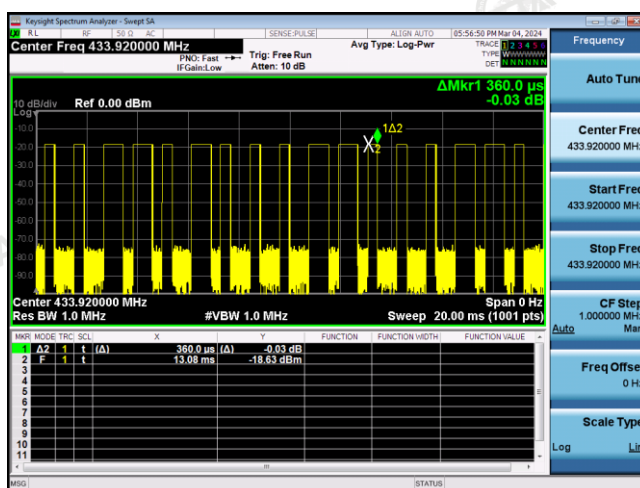 Keysight Spectrum Analyzer - Swept SA
RL RF 50 Ω AC SENSE:PULSE ALIGN AUTO 05:56:50 PM Mar 04, 2024
Center Freq 433.920000 MHz
PNO: Fast
IFGain:Low
Trig: Free Run
Atten: 10 dB
Avg Type: Log-Pwr
TRACE 1 2 3 4 5 6
TYPE WWWWWW
DET N N N N N N
ΔMkr1 360.0 µs
-0.03 dB
10 dB/div Ref 0.00 dBm
Log
-10.0
-20.0
-30.0
-40.0
-50.0
-60.0
-70.0
-80.0
-90.0
1Δ2
2
Center 433.920000 MHz Span 0 Hz
Res BW 1.0 MHz #VBW 1.0 MHz Sweep 20.00 ms (1001 pts)
MKR MODE TRC SCL X Y FUNCTION FUNCTION WIDTH FUNCTION VALUE
1 Δ2 1 t (Δ) 360.0 µs (Δ) -0.03 dB
2 F 1 t 13.08 ms -18.63 dBm
3
4
5
6
7
8
9
10
11
MSG STATUS
Frequency
Auto Tune
Center Freq
433.920000 MHz
Start Freq
433.920000 MHz
Stop Freq
433.920000 MHz
CF Step
1.000000 MHz
Auto Man
Freq Offset
0 Hz
Scale Type
Log Lin